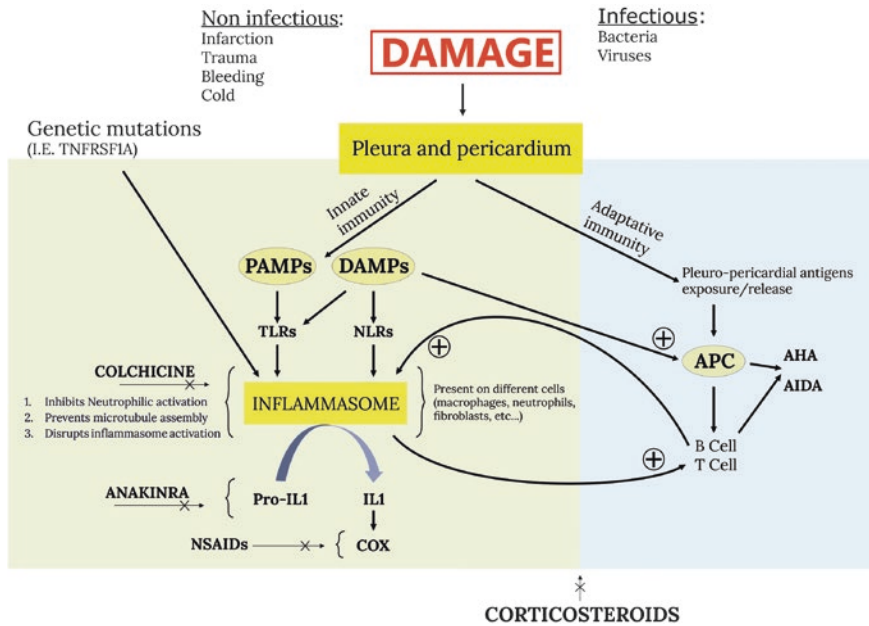 Non infectious:
Infarction
Trauma
Bleeding
Cold
DAMAGE
Infectious:
Bacteria
Viruses
Genetic mutations
(I.E. TNFRSF1A)
Pleura and pericardium
Innate
immunity
Adaptative
immunity
PAMPs
DAMPs
Pleuro-pericardial antigens
exposure/release
TLRs
NLRs
+
+
APC
AHA
AIDA
COLCHICINE
1. Inhibits Neutrophilic activation
2. Prevents microtubule assembly
3. Disrupts inflammasome activation
INFLAMMASOME
Present on different cells
(macrophages, neutrophils,
fibroblasts, etc...)
+
B Cell
T Cell
ANAKINRA
Pro-IL1
IL1
NSAIDs
COX
CORTICOSTEROIDS